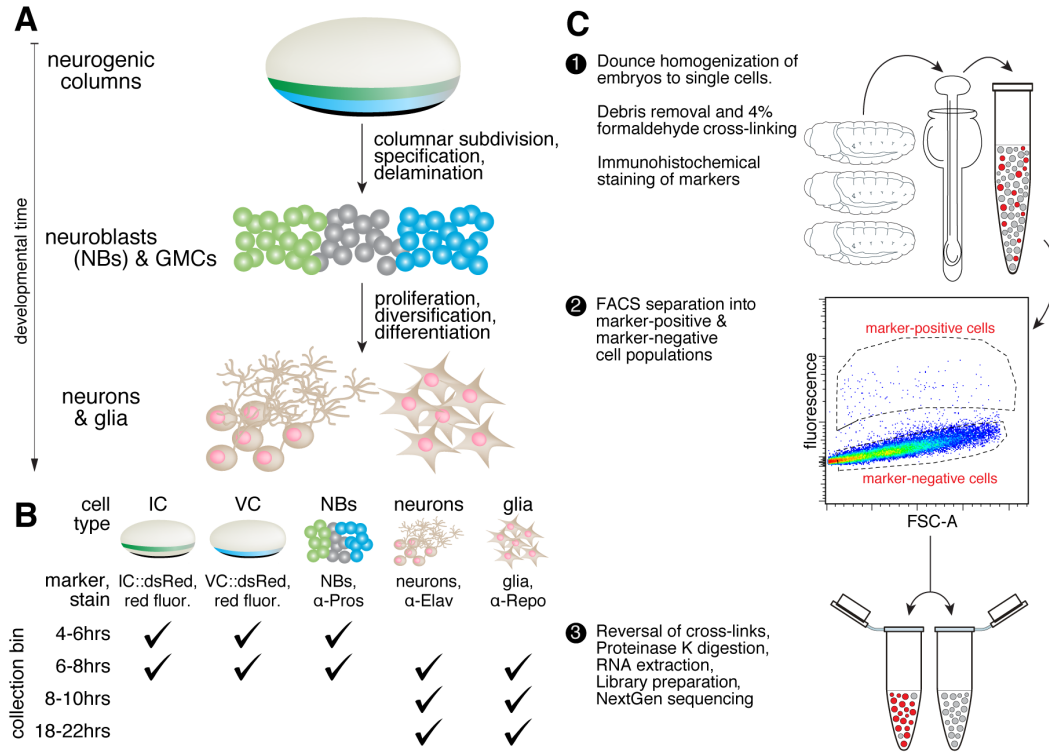 A
neurogenic
columns
columnar subdivision,
specification,
delamination
neuroblasts
(NBs) & GMCs
proliferation,
diversification,
differentiation
neurons
& glia
developmental time
B
cell
type
IC
VC
NBs
neurons
glia
marker,
stain
IC::dsRed,
red fluor.
VC::dsRed,
red fluor.
NBs,
α-Pros
neurons,
α-Elav
glia,
α-Repo
collection bin
4-6hrs
6-8hrs
8-10hrs
18-22hrs
C
1 Dounce homogenization of
embryos to single cells.
Debris removal and 4%
formaldehyde cross-linking
Immunohistochemical
staining of markers
2 FACS separation into
marker-positive &
marker-negative
cell populations
marker-positive cells
marker-negative cells
fluorescence
FSC-A
3 Reversal of cross-links,
Proteinase K digestion,
RNA extraction,
Library preparation,
NextGen sequencing